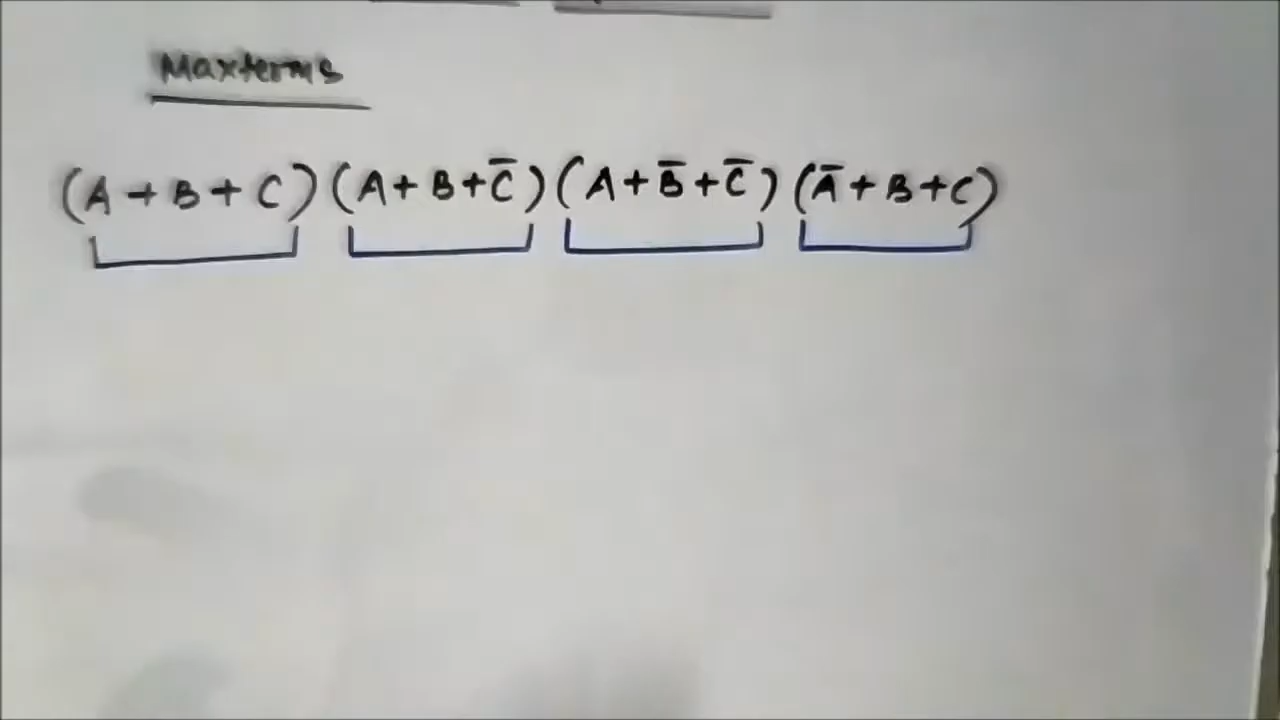 Maxterms
(A + B + C) (A + B + C̅) (A + B̅ + C̅) (A̅ + B + C)